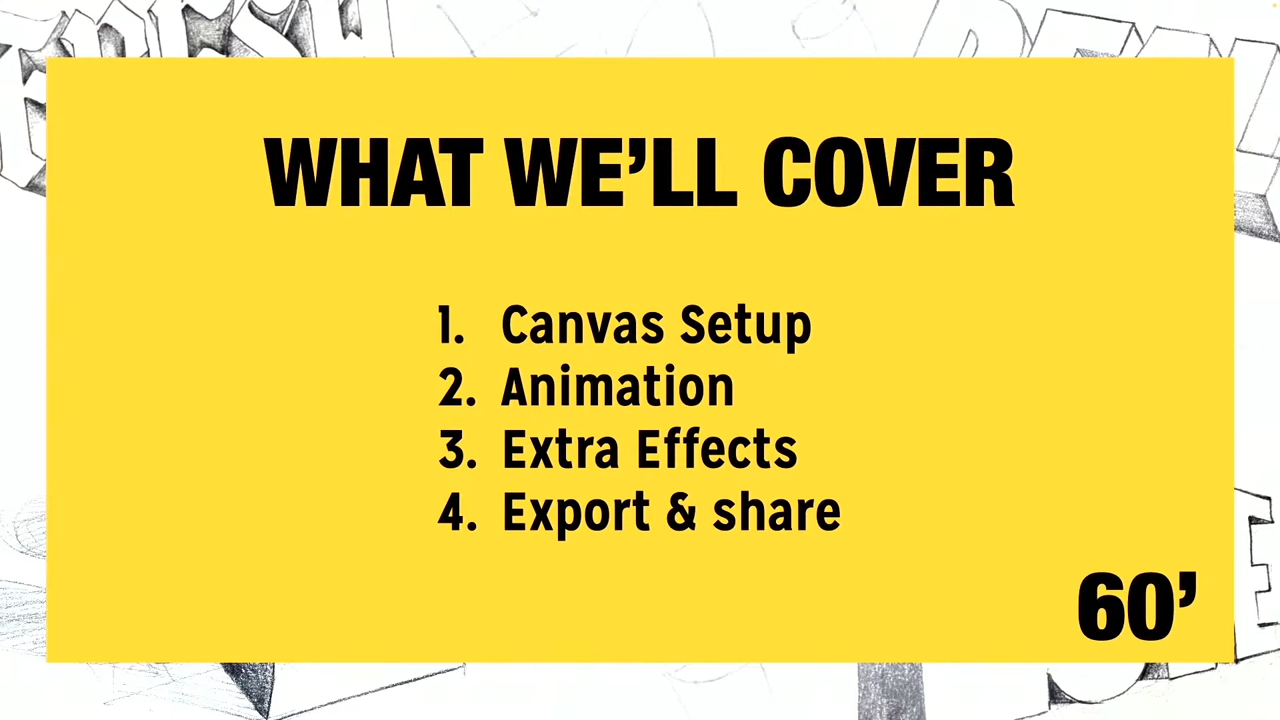 WHAT WE’LL COVER
1. Canvas Setup
2. Animation
3. Extra Effects
4. Export & share
60’